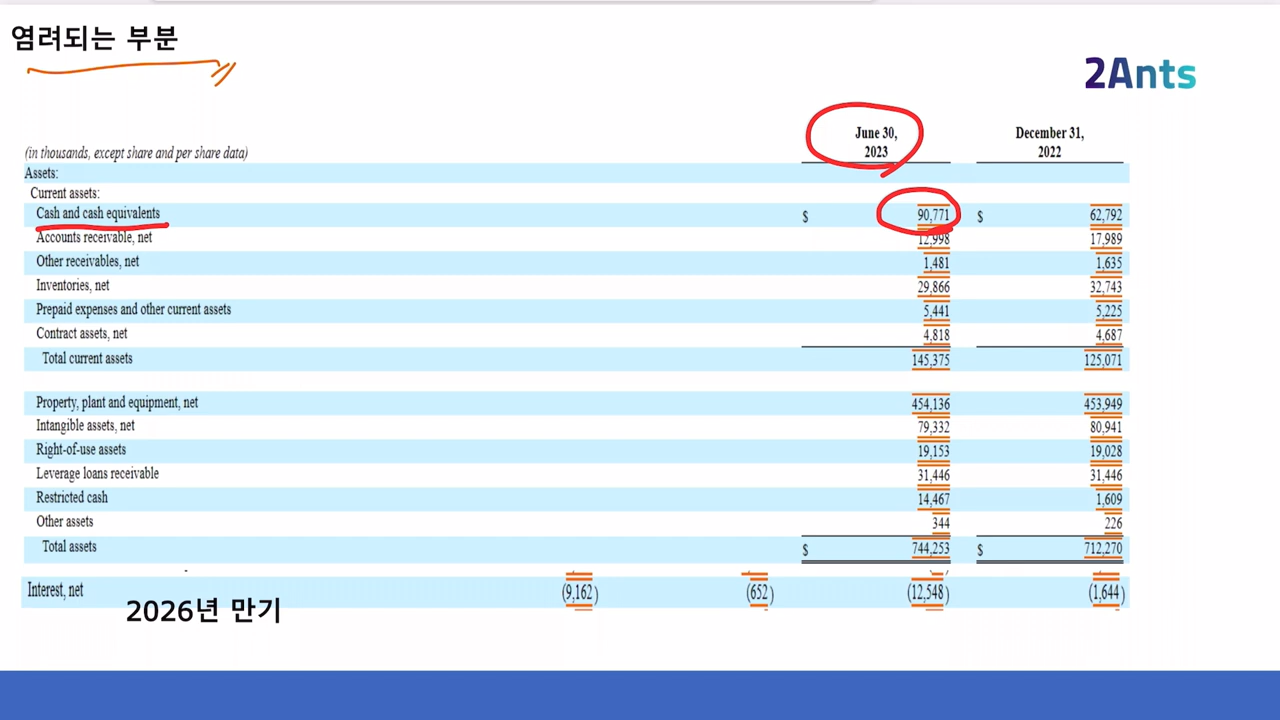 염려되는 부분
2Ants
June 30, December 31,
(in thousands, except share and per share data) 2023 2022
Assets:
Current assets:
Cash and cash equivalents $ 90,771 $ 62,792
Accounts receivable, net 12,998 17,989
Other receivables, net 1,481 1,635
Inventories, net 29,866 32,743
Prepaid expenses and other current assets 5,441 5,225
Contract assets, net 4,818 4,687
Total current assets 145,375 125,071
Property, plant and equipment, net 454,136 453,949
Intangible assets, net 79,332 80,941
Right-of-use assets 19,153 19,028
Leverage loans receivable 31,446 31,446
Restricted cash 14,467 1,609
Other assets 344 226
Total assets $ 744,253 $ 712,270
Interest, net (9,162) (652) (12,548) (1,644)
2026년 만기